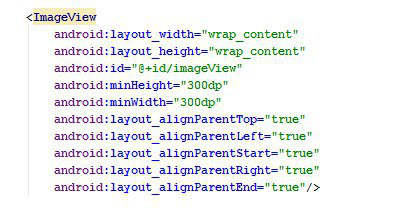 <ImageView
android:layout_width="wrap_content"
android:layout_height="wrap_content"
android:id="@+id/imageView"
android:minHeight="300dp"
android:minWidth="300dp"
android:layout_alignParentTop="true"
android:layout_alignParentLeft="true"
android:layout_alignParentStart="true"
android:layout_alignParentRight="true"
android:layout_alignParentEnd="true"/>